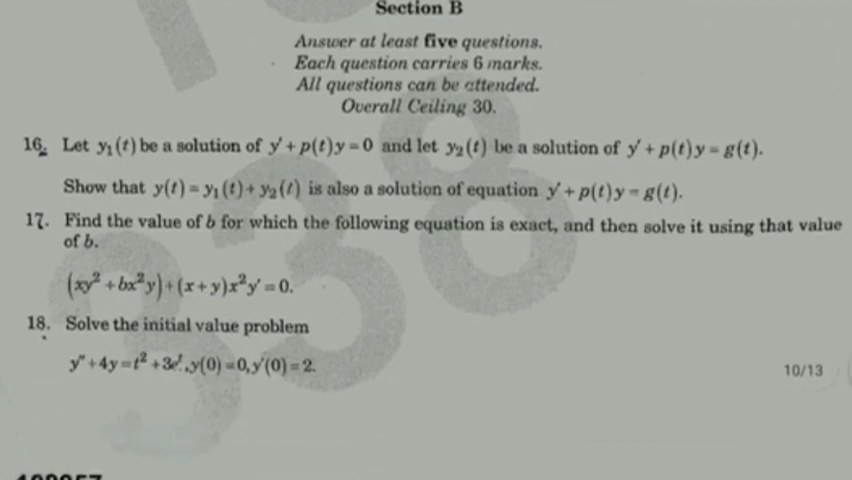 Section B
Answer at least five questions.
Each question carries 6 marks.
All questions can be attended.
Overall Ceiling 30.
16. Let y₁(t) be a solution of y' + p(t)y = 0 and let y₂(t) be a solution of y' + p(t)y = g(t).
Show that y(t) = y₁(t) + y₂(t) is also a solution of equation y' + p(t)y = g(t).
17. Find the value of b for which the following equation is exact, and then solve it using that value
of b.
(xy² + bx²y) + (x + y)x²y' = 0.
18. Solve the initial value problem
y" + 4y = t² + 3eᵗ, y(0) = 0, y'(0) = 2.
10/13
338